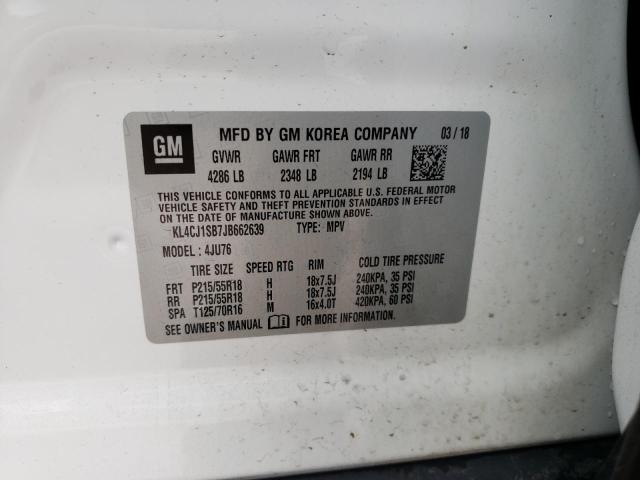 GM MFD BY GM KOREA COMPANY 03/18
GVWR GAWR FRT GAWR RR
4286 LB 2348 LB 2194 LB
THIS VEHICLE CONFORMS TO ALL APPLICABLE U.S. FEDERAL MOTOR
VEHICLE SAFETY AND THEFT PREVENTION STANDARDS IN EFFECT
ON THE DATE OF MANUFACTURE SHOWN ABOVE.
KL4CJ1SB7JB662639 TYPE: MPV
MODEL: 4JU76
TIRE SIZE SPEED RTG RIM COLD TIRE PRESSURE
FRT P215/55R18 H 18x7.5J 240KPA, 35 PSI
RR P215/55R18 H 18x7.5J 240KPA, 35 PSI
SPA T125/70R16 M 16x4.0T 420KPA, 60 PSI
SEE OWNER'S MANUAL FOR MORE INFORMATION.